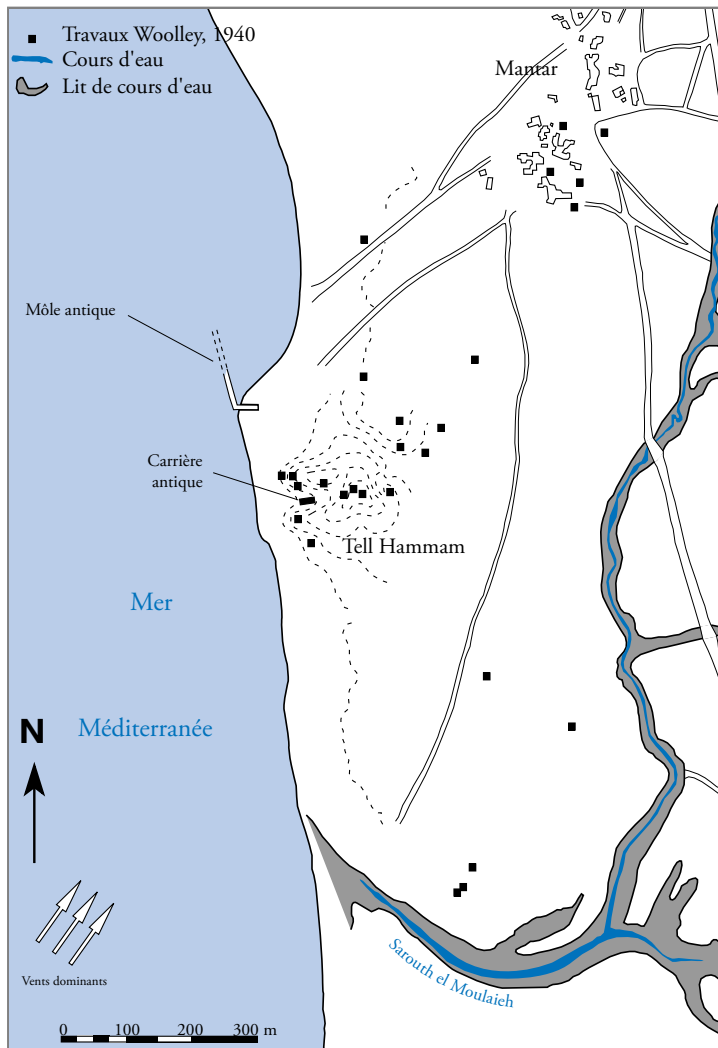 Travaux Woolley, 1940
Cours d'eau
Lit de cours d'eau
Mantar
Môle antique
Carrière
antique
Tell Hammam
Mer
Méditerranée
N
Vents dominants
Sarouth el Moulaieh
0 100 200 300 m